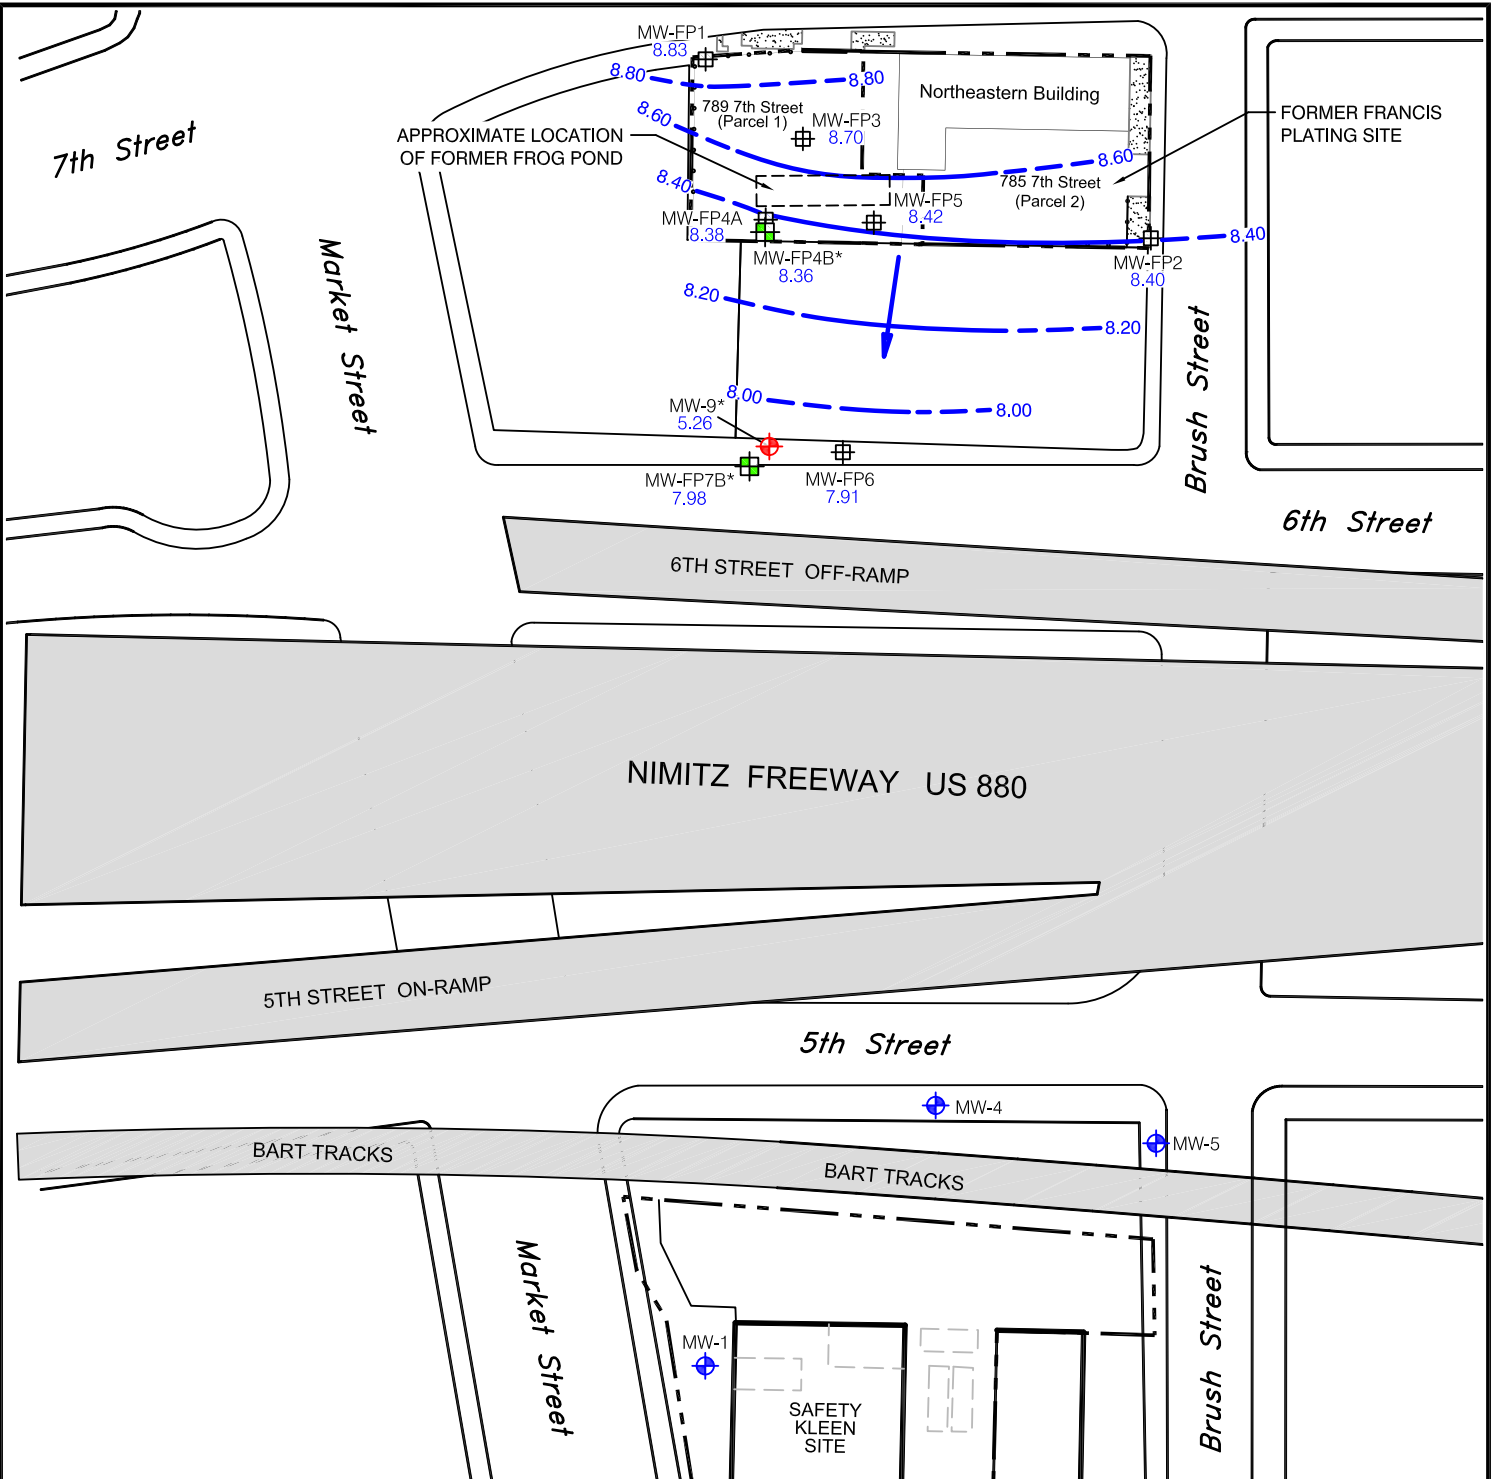 MW-FP1
8.83
8.80
8.80
Northeastern Building
789 7th Street
(Parcel 1)
8.60
MW-FP3
8.70
FORMER FRANCIS
PLATING SITE
APPROXIMATE LOCATION
OF FORMER FROG POND
7th Street
8.60
8.40
785 7th Street
(Parcel 2)
MW-FP5
8.42
MW-FP4A
8.38
8.40
MW-FP4B*
8.36
MW-FP2
8.40
Market Street
8.20
8.20
Brush Street
8.00
8.00
MW-9*
5.26
MW-FP7B*
7.98
MW-FP6
7.91
6th Street
6TH STREET OFF-RAMP
NIMITZ FREEWAY US 880
5TH STREET ON-RAMP
5th Street
MW-4
MW-5
BART TRACKS
BART TRACKS
Market Street
Brush Street
MW-1
SAFETY
KLEEN
SITE